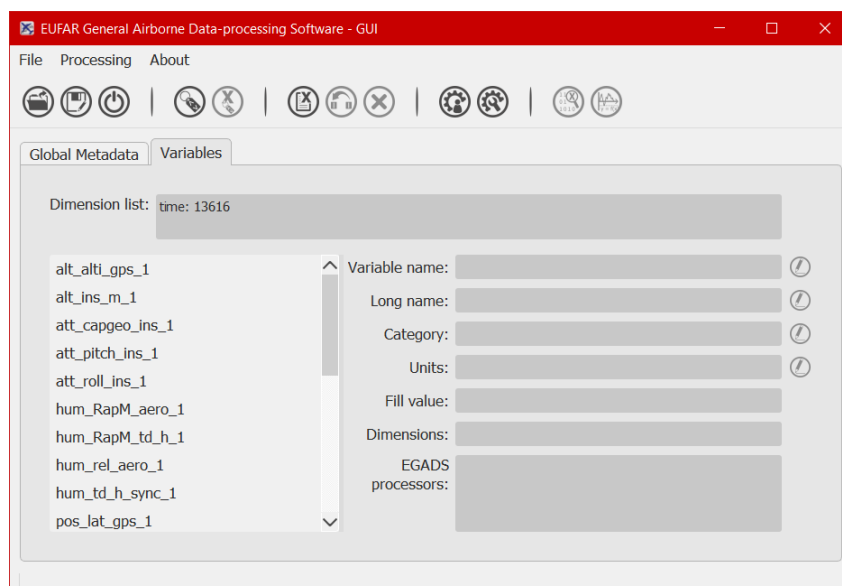 EUFAR General Airborne Data-processing Software - GUI
File Processing About
Global Metadata Variables
Dimension list: time: 13616
alt_alti_gps_1
alt_ins_m_1
att_capgeo_ins_1
att_pitch_ins_1
att_roll_ins_1
hum_RapM_aero_1
hum_RapM_td_h_1
hum_rel_aero_1
hum_td_h_sync_1
pos_lat_gps_1
Variable name:
Long name:
Category:
Units:
Fill value:
Dimensions:
EGADS
processors: